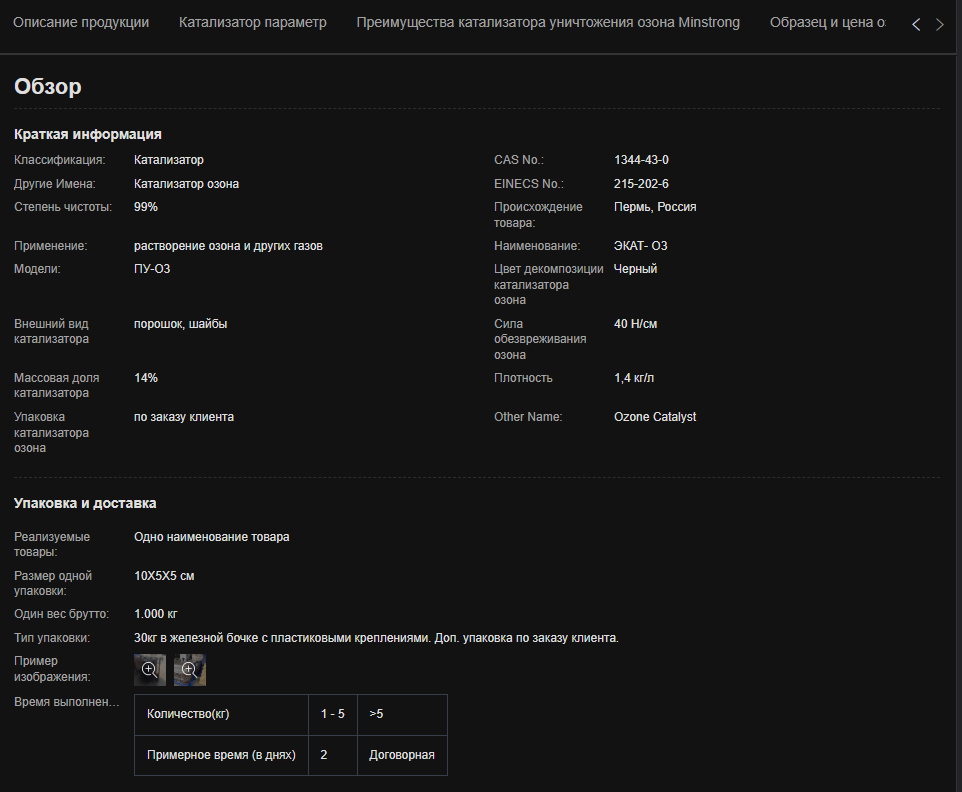 Описание продукции
Катализатор параметр
Преимущества катализатора уничтожения озона Minstrong
Образец и цена о
Обзор
Краткая информация
Классификация: Катализатор
CAS No.: 1344-43-0
Другие Имена: Катализатор озона
EINECS No.: 215-202-6
Степень чистоты: 99%
Происхождение Пермь, Россия
товара:
Применение: растворение озона и других газов
Наименование: ЭКАТ- О3
Модели: ПУ-О3
Цвет декомпозиции Черный
катализатора
озона
Внешний вид порошок, шайбы
катализатора
Сила 40 Н/см
обезвреживания
озона
Массовая доля 14%
катализатора
Плотность 1,4 кг/л
Упаковка по заказу клиента
катализатора
озона
Other Name: Ozone Catalyst
Упаковка и доставка
Реализуемые Одно наименование товара
товары:
Размер одной 10X5X5 см
упаковки:
Один вес брутто: 1.000 кг
Тип упаковки: 30кг в железной бочке с пластиковыми креплениями. Доп. упаковка по заказу клиента.
Пример
изображения:
Время выполнен...
Количество(кг) 1 - 5 >5
Примерное время (в днях) 2 Договорная